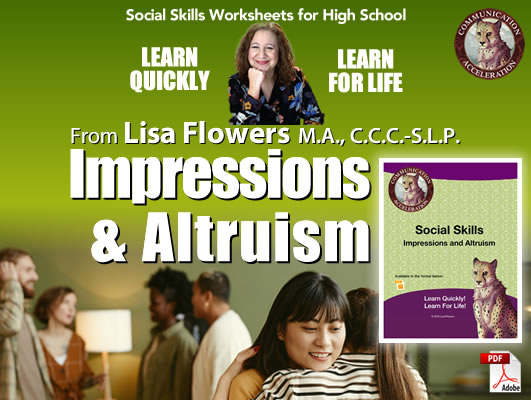 Social Skills Worksheets for High School
LEARN
QUICKLY
LEARN
FOR LIFE
COMMUNICATION
ACCELERATION
From Lisa Flowers M.A., C.C.C.-S.L.P.
Impressions
& Altruism
COMMUNICATION
ACCELERATION
Social Skills
Impressions and Altruism
Learn Quickly!
Learn For Life!
PDF
Adobe